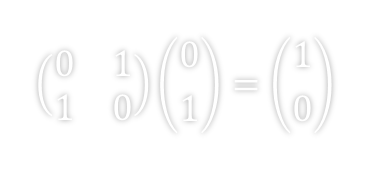 (0 1) (0) = (1)
(1 0) (1)   (0)